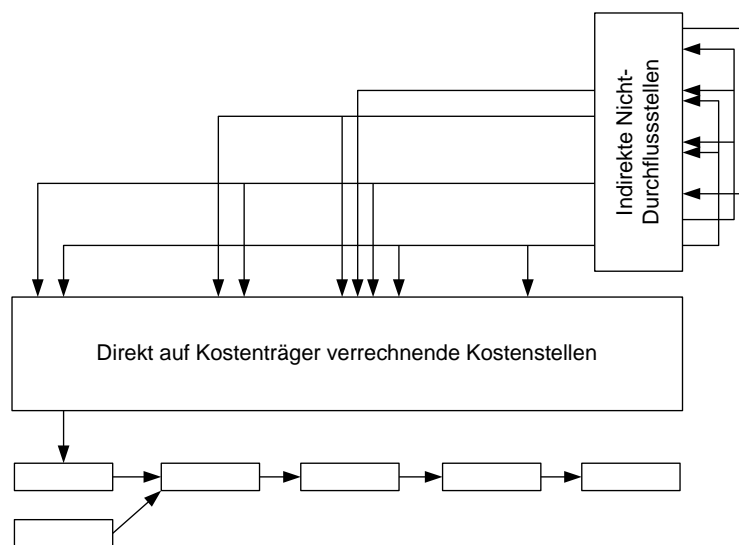 Indirekte Nicht-
Durchflussstellen
Direkt auf Kostenträger verrechnende Kostenstellen